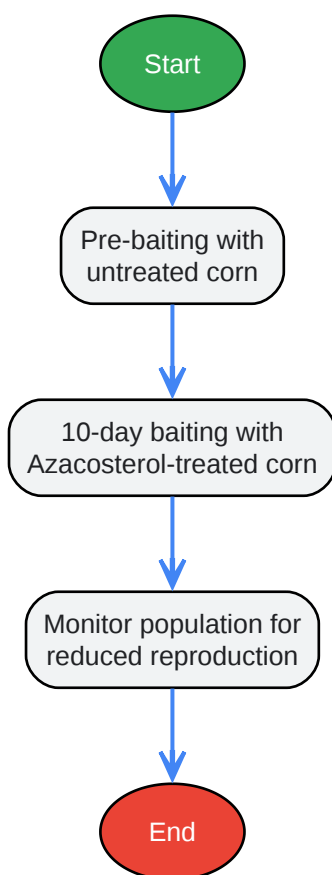 Start
Pre-baiting with
untreated corn
10-day baiting with
Azacosterol-treated corn
Monitor population for
reduced reproduction
End